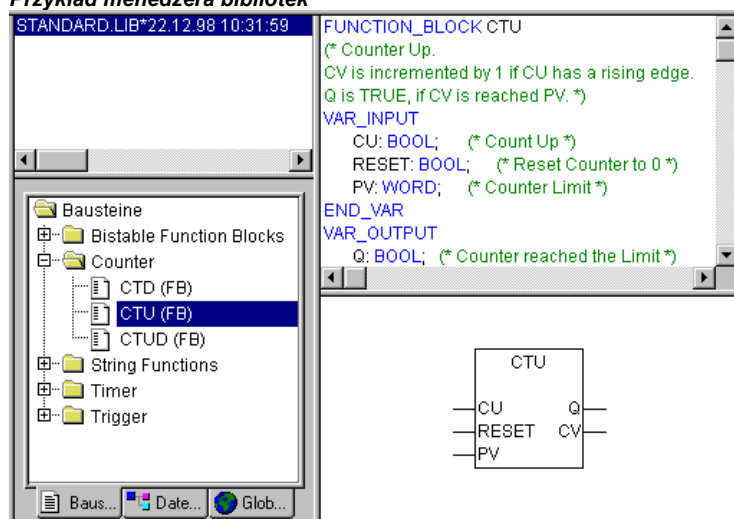 Przykład menedżera bibliotek
STANDARD.LIB*22.12.98 10:31:59
FUNCTION_BLOCK CTU
(* Counter Up.
CV is incremented by 1 if CU has a rising edge.
Q is TRUE, if CV is reached PV. *)
VAR_INPUT
CU: BOOL; (* Count Up *)
RESET: BOOL; (* Reset Counter to 0 *)
PV: WORD; (* Counter Limit *)
END_VAR
VAR_OUTPUT
Q: BOOL; (* Counter reached the Limit *)
Bausteine
Bistable Function Blocks
Counter
CTD (FB)
CTU (FB)
CTUD (FB)
String Functions
Timer
Trigger
Baus... Date... Glob...
CTU
CU Q
RESET CV
PV